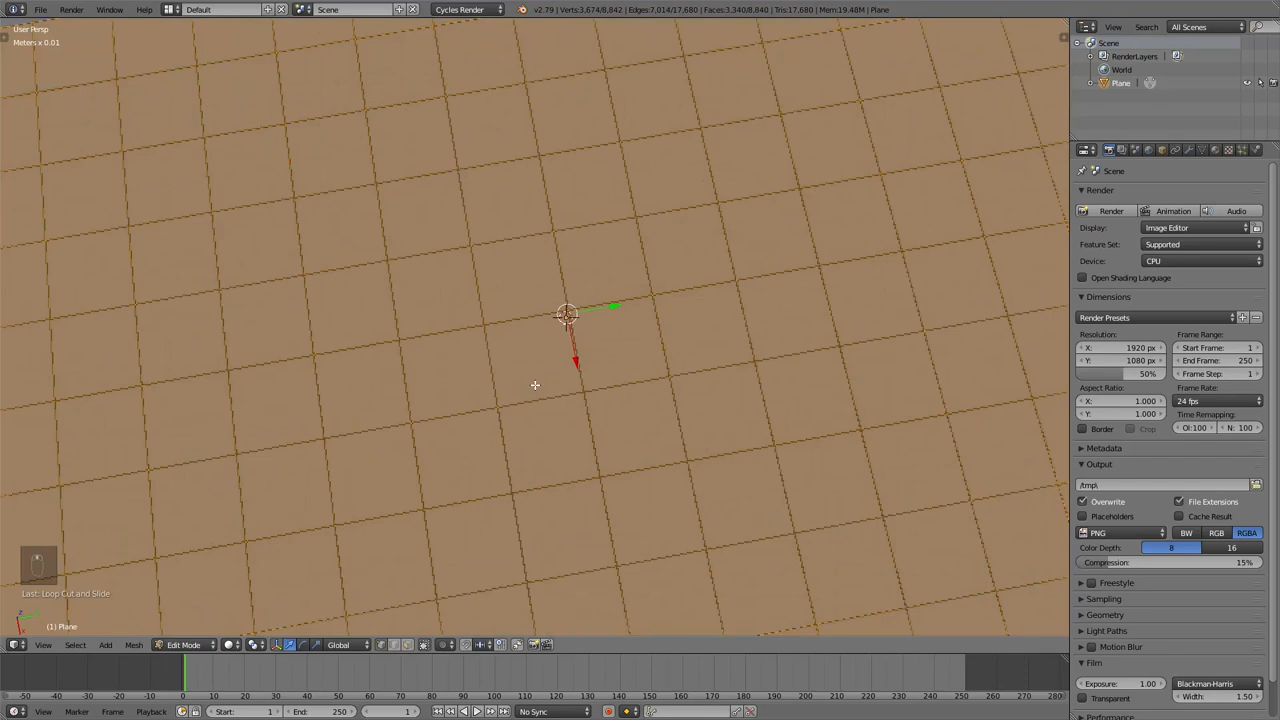 File Render Window Help Default Scene Cycles Render v2.79 | Verts:3,674/8,842 | Edges:7,014/17,680 | Faces:3,340/8,840 | Tris:17,680 | Mem:19.48M | Plane
User Persp
Meters x 0.01
Last: Loop Cut and Slide
(1) Plane
View Select Add Mesh Edit Mode Global
-50 -40 -30 -20 -10 0 10 20 30 40 50 60 70 80 90 100 110 120 130 140 150 160 170 180 190 200 210 220 230 240 250 260 270 280
View Marker Frame Playback Start: 1 End: 250 1 No Sync
View Search All Scenes
Scene
RenderLayers
World
Plane
Scene
Render
Render Animation Audio
Display: Image Editor
Feature Set: Supported
Device: CPU
Open Shading Language
Dimensions
Render Presets
Resolution: Frame Range:
X: 1920 px Start Frame: 1
Y: 1080 px End Frame: 250
50% Frame Step: 1
Aspect Ratio: Frame Rate:
X: 1.000 24 fps
Y: 1.000 Time Remapping:
Border Crop Ol:100 N: 100
Metadata
Output
/tmp\
Overwrite File Extensions
Placeholders Cache Result
PNG BW RGB RGBA
Color Depth: 8 16
Compression: 15%
Freestyle
Sampling
Geometry
Light Paths
Motion Blur
Film
Exposure: 1.00 Blackman-Harris
Transparent Width: 1.50
Performance